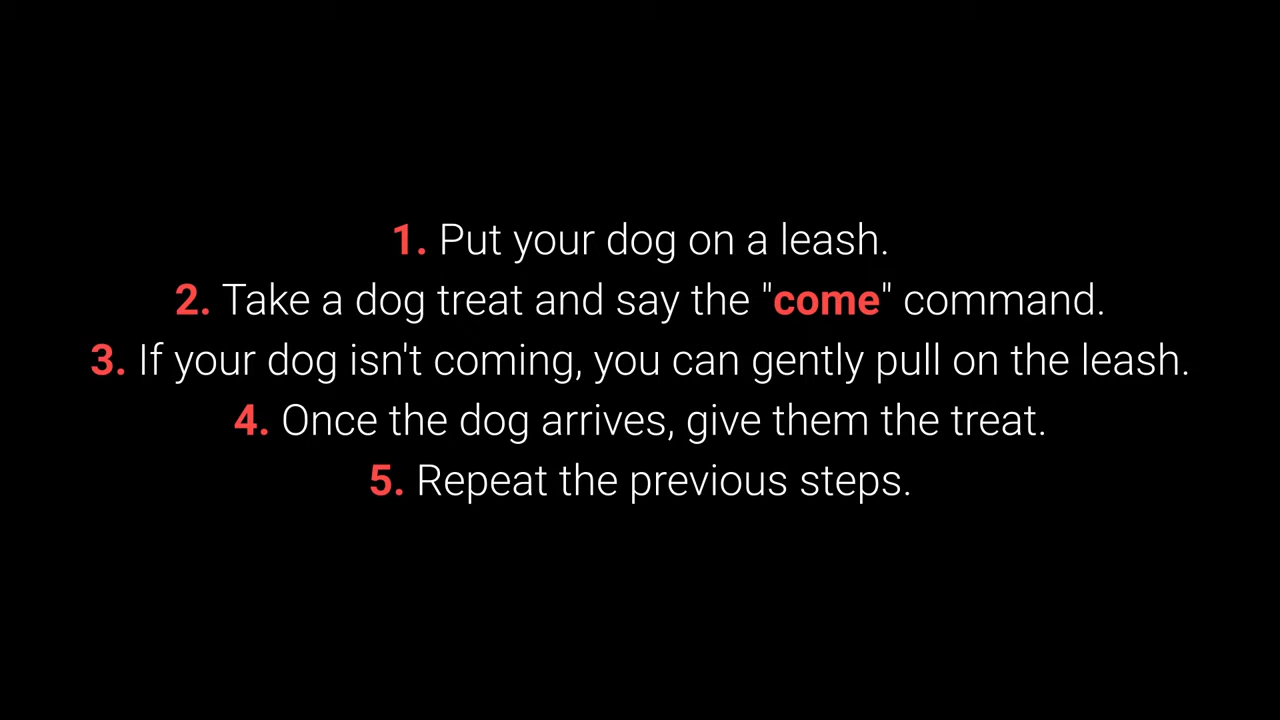 1. Put your dog on a leash.
2. Take a dog treat and say the "come" command.
3. If your dog isn't coming, you can gently pull on the leash.
4. Once the dog arrives, give them the treat.
5. Repeat the previous steps.